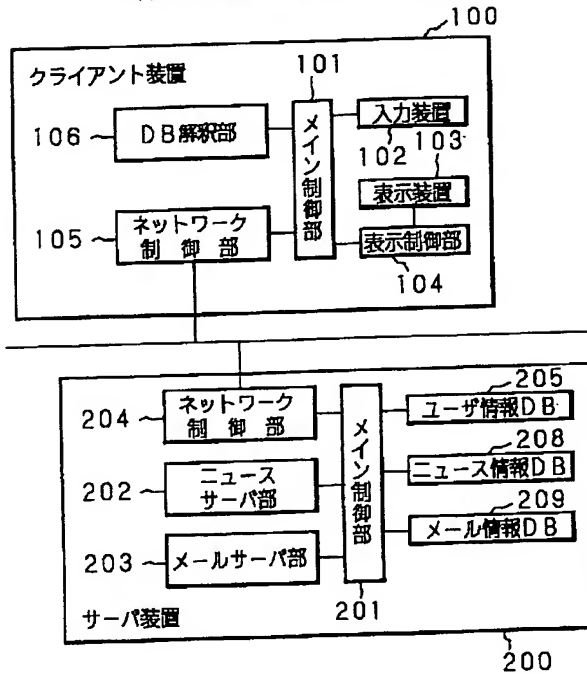 100
クライアント装置
101
106
DB解釈部
メイン制御部
入力装置
102
103
表示装置
105
ネットワーク
制御部
表示制御部
104
204
ネットワーク
制御部
メイン制御部
205
ユーザ情報DB
202
ニュース
サーバ部
208
ニュース情報DB
203
メールサーバ部
209
メール情報DB
201
サーバ装置
200